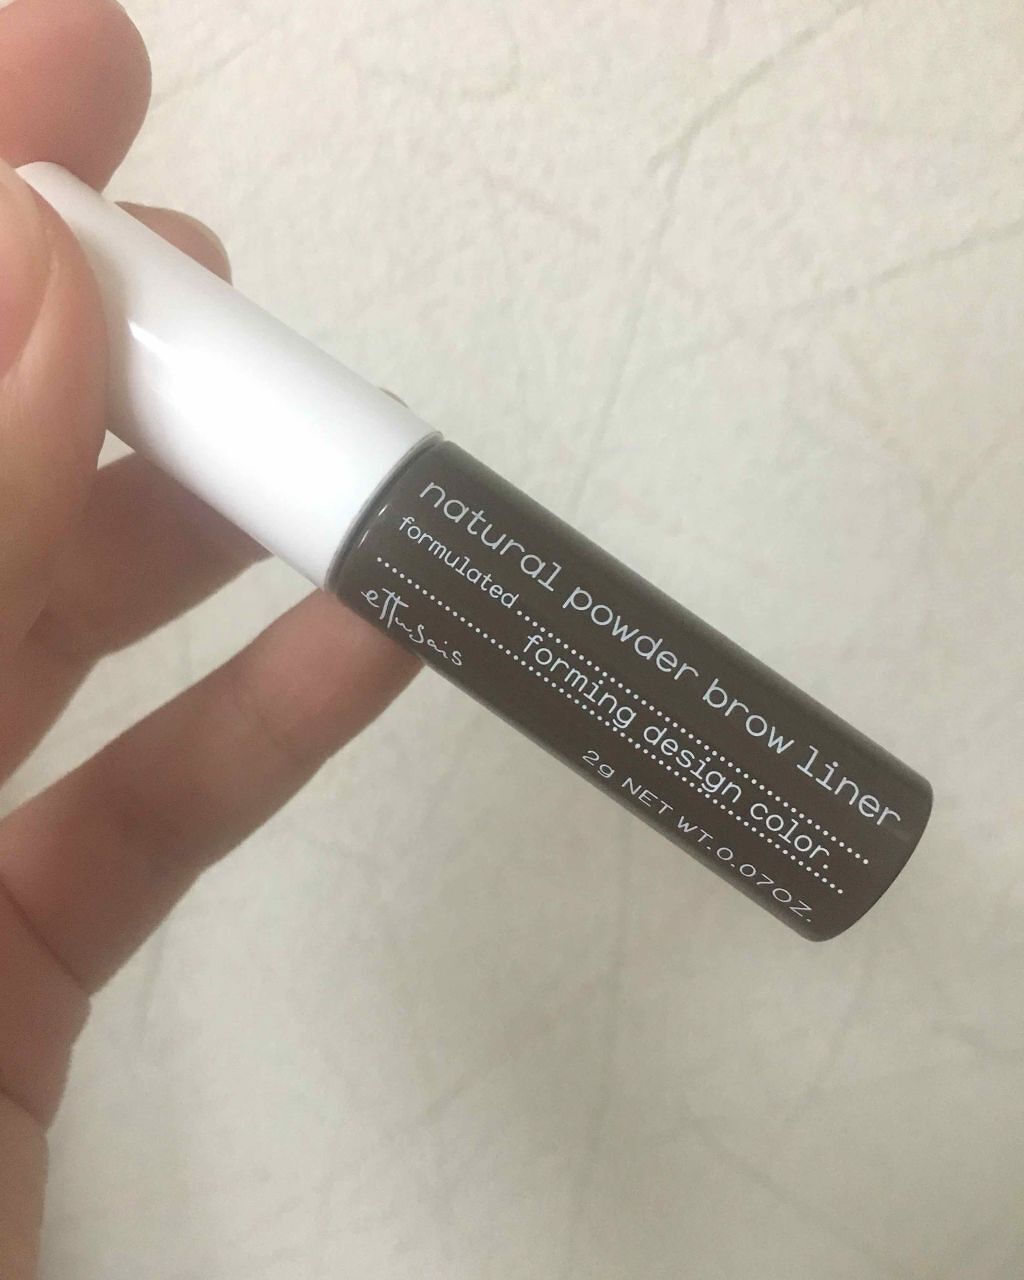 natural powder brow liner
formulated
forming design color.
ettusais
2g NET WT.0.07OZ.